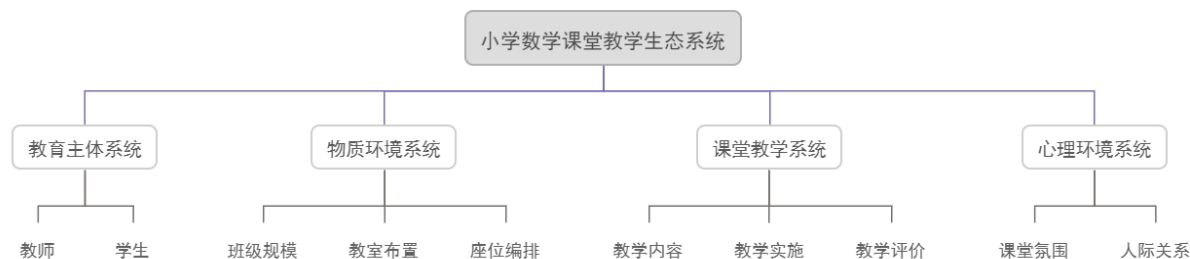 小学数学课堂教学生态系统
教育主体系统
物质环境系统
课堂教学系统
心理环境系统
教师
学生
班级规模
教室布置
座位编排
教学内容
教学实施
教学评价
课堂氛围
人际关系